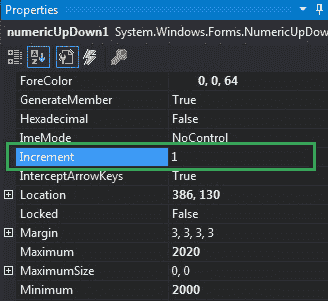 Properties
numericUpDown1 System.Windows.Forms.NumericUpDow
ForeColor 0, 0, 64
GenerateMember True
Hexadecimal False
ImeMode NoControl
Increment 1
InterceptArrowKeys True
Location 386, 130
Locked False
Margin 3, 3, 3, 3
Maximum 2020
MaximumSize 0, 0
Minimum 2000